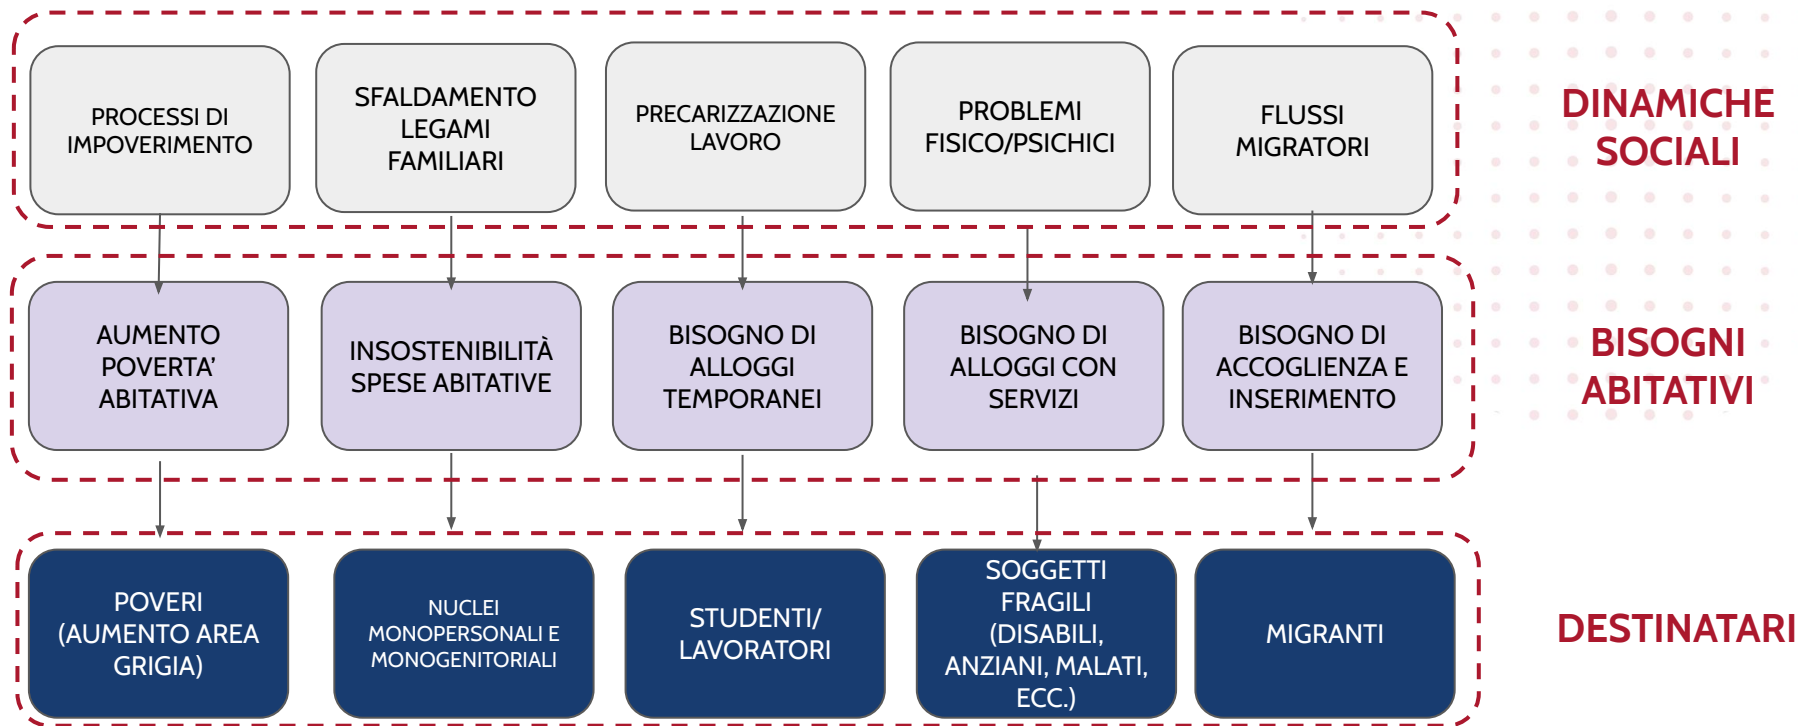 PROCESSI DI
IMPOVERIMENTO
SFALDAMENTO
LEGAMI
FAMILIARI
PRECARIZZAZIONE
LAVORO
PROBLEMI
FISICO/PSICHICI
FLUSSI
MIGRATORI
DINAMICHE
SOCIALI
AUMENTO
POVERTA'
ABITATIVA
INSOSTENIBILITÀ
SPESE ABITATIVE
BISOGNO DI
ALLOGGI
TEMPORANEI
BISOGNO DI
ALLOGGI CON
SERVIZI
BISOGNO DI
ACCOGLIENZA E
INSERIMENTO
BISOGNI
ABITATIVI
POVERI
(AUMENTO AREA
GRIGIA)
NUCLEI
MONOPERSONALI E
MONOGENITORIALI
STUDENTI/
LAVORATORI
SOGGETTI
FRAGILI
(DISABILI,
ANZIANI, MALATI,
ECC.)
MIGRANTI
DESTINATARI